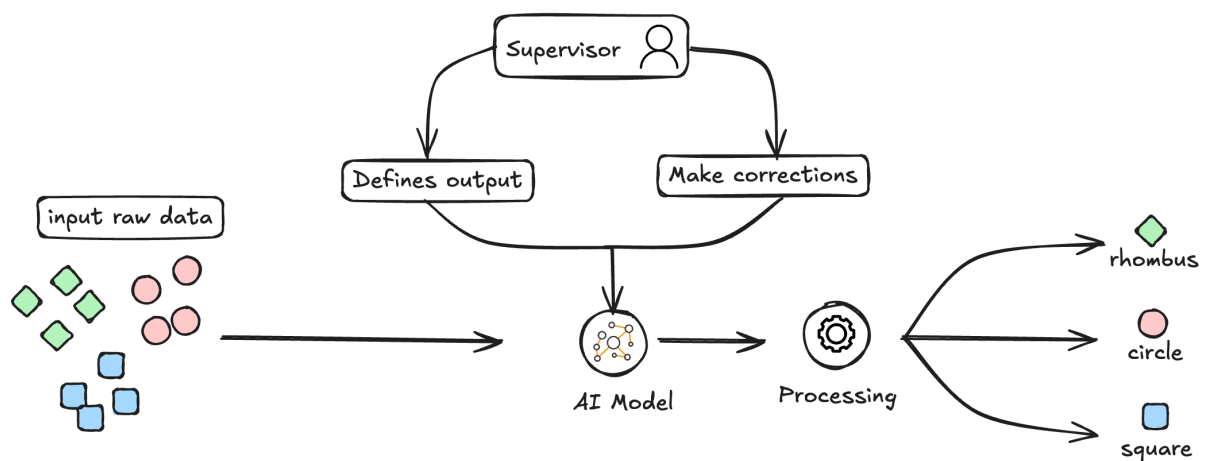 Supervisor
Defines output
Make corrections
input raw data
rhombus
circle
AI Model
Processing
square